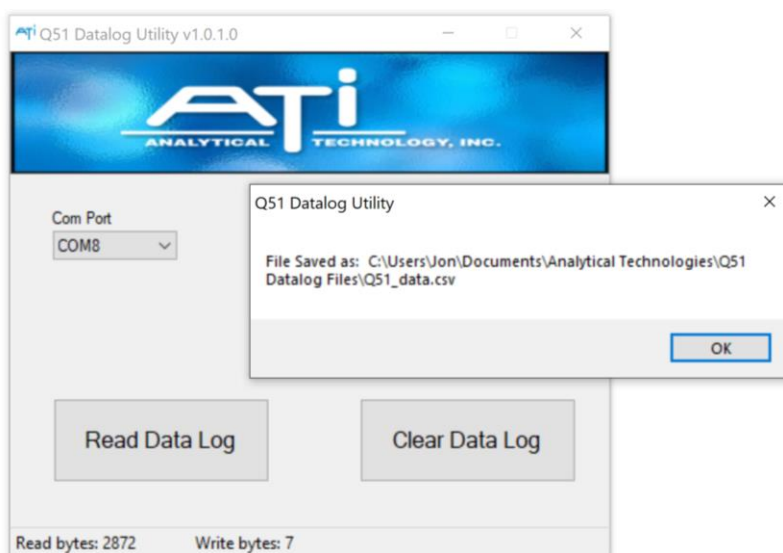 ATi Q51 Datalog Utility v1.0.1.0
ATi
ANALYTICAL TECHNOLOGY, INC.
Com Port
COM8
Q51 Datalog Utility
File Saved as:  C:\Users\Jon\Documents\Analytical Technologies\Q51
Datalog Files\Q51_data.csv
OK
Read Data Log
Clear Data Log
Read bytes: 2872
Write bytes: 7